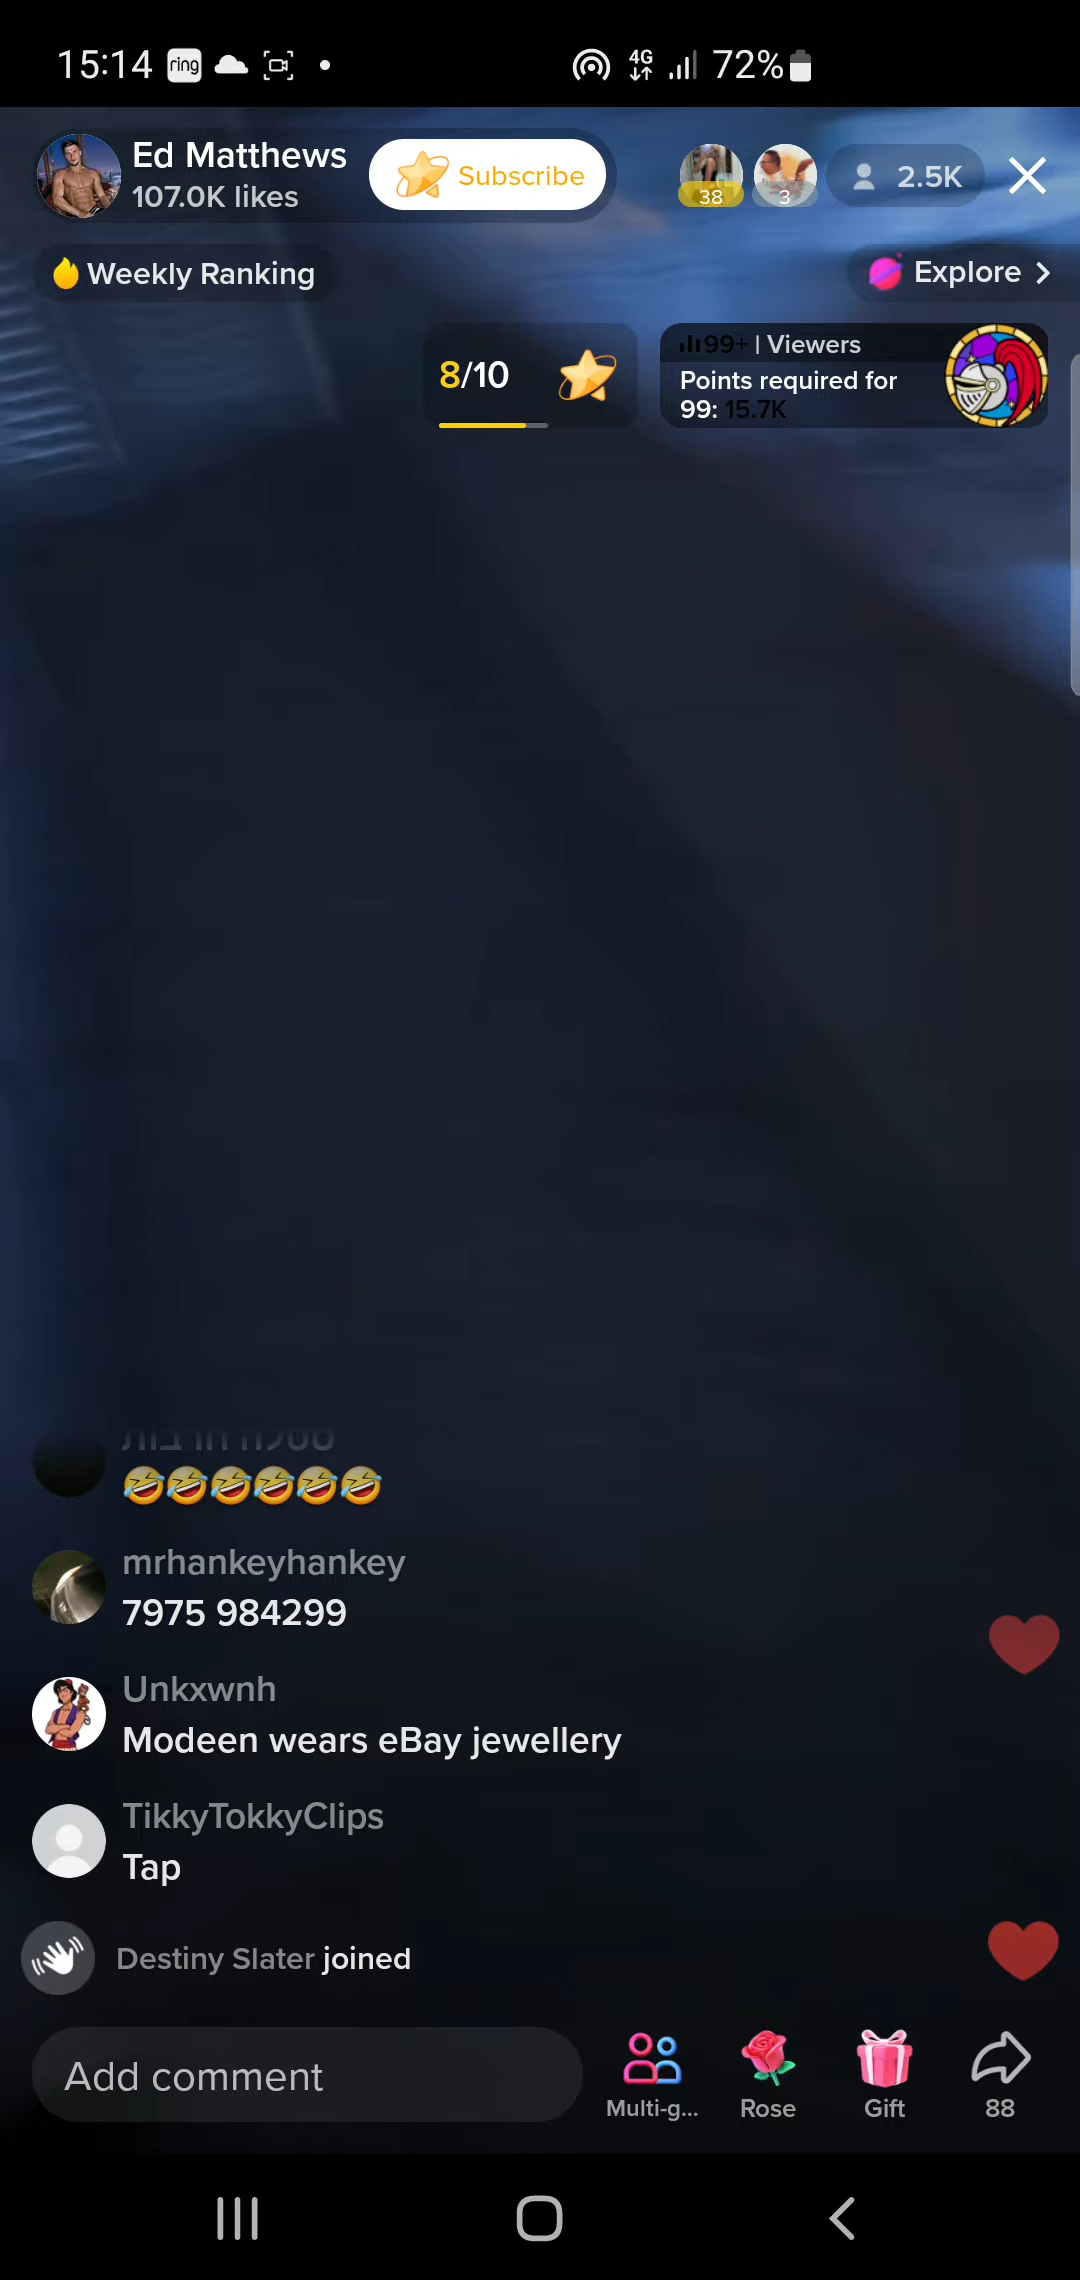 15:14 ring 4G 72%
Ed Matthews
107.0K likes
Subscribe
38
3
2.5K
Weekly Ranking
Explore
8/10
99+ | Viewers
Points required for
99: 15.7K
🤣🤣🤣🤣🤣🤣
mrhankeyhankey
7975 984299
Unkxwnh
Modeen wears eBay jewellery
TikkyTokkyClips
Tap
Destiny Slater joined
Add comment
Multi-g...
Rose
Gift
88